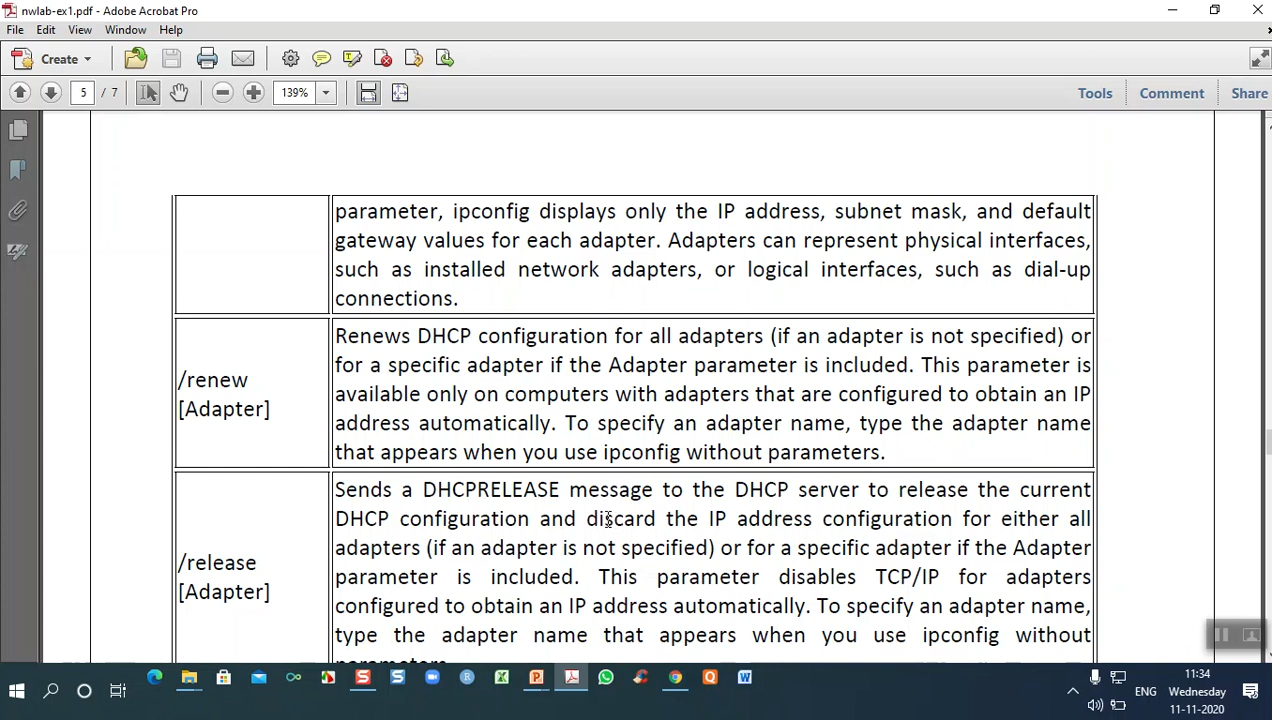 nwlab-ex1.pdf - Adobe Acrobat Pro
File Edit View Window Help
Create
5 / 7 139% Tools Comment Share
parameter, ipconfig displays only the IP address, subnet mask, and default
gateway values for each adapter. Adapters can represent physical interfaces,
such as installed network adapters, or logical interfaces, such as dial-up
connections.
/renew
[Adapter]
Renews DHCP configuration for all adapters (if an adapter is not specified) or
for a specific adapter if the Adapter parameter is included. This parameter is
available only on computers with adapters that are configured to obtain an IP
address automatically. To specify an adapter name, type the adapter name
that appears when you use ipconfig without parameters.
/release
[Adapter]
Sends a DHCPRELEASE message to the DHCP server to release the current
DHCP configuration and discard the IP address configuration for either all
adapters (if an adapter is not specified) or for a specific adapter if the Adapter
parameter is included. This parameter disables TCP/IP for adapters
configured to obtain an IP address automatically. To specify an adapter name,
type the adapter name that appears when you use ipconfig without
11:34
ENG Wednesday
11-11-2020